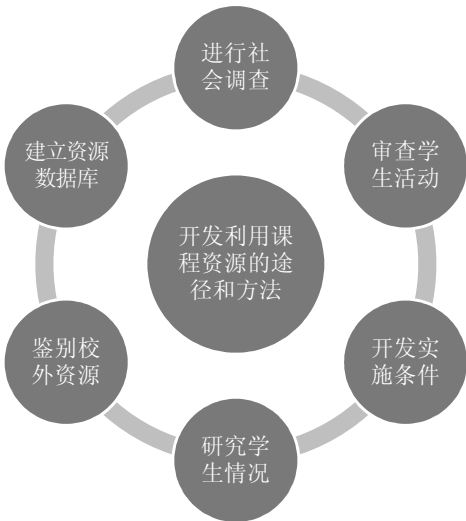 进行社
会调查
审查学
生活动
开发实
施条件
研究学
生情况
鉴别校
外资源
建立资源
数据库
开发利用课
程资源的途
径和方法